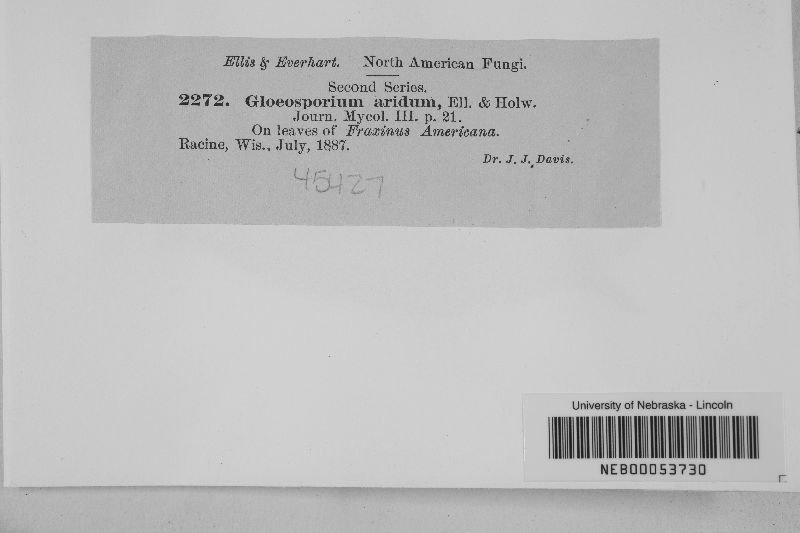 Ellis & Everhart. North American Fungi.
Second Series.
2272. Gloeosporium aridum, Ell. & Holw.
Journ. Mycol. III. p. 21.
On leaves of Fraxinus Americana.
Racine, Wis., July, 1887.
Dr. J. J. Davis.
45427
University of Nebraska - Lincoln
NEB00053730